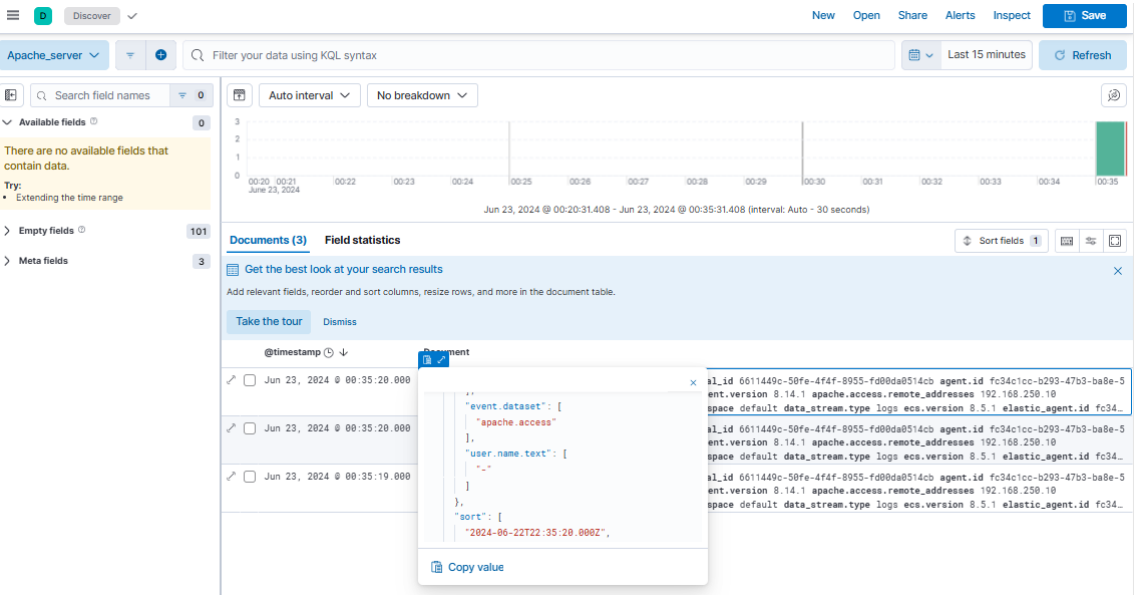 D Discover New Open Share Alerts Inspect Save
Apache_server Filter your data using KQL syntax Last 15 minutes Refresh
Search field names 0 Auto interval No breakdown
Available fields 0
There are no available fields that
contain data.
Try:
• Extending the time range
Empty fields 101
Meta fields 3
3
2
1
0
00:20 00:21 00:22 00:23 00:24 00:25 00:26 00:27 00:28 00:29 00:30 00:31 00:32 00:33 00:34 00:35
June 23, 2024
Jun 23, 2024 @ 00:20:31.408 - Jun 23, 2024 @ 00:35:31.408 (interval: Auto - 30 seconds)
Documents (3) Field statistics Sort fields 1
Get the best look at your search results
Add relevant fields, reorder and sort columns, resize rows, and more in the document table.
Take the tour Dismiss
@timestamp Document
Jun 23, 2024 @ 00:35:20.000
al_id 6611449c-50fe-4f4f-8955-fd00da0514cb agent.id fc34c1cc-b293-47b3-ba8e-5
ent.version 8.14.1 apache.access.remote_addresses 192.168.250.10
space default data_stream.type logs ecs.version 8.5.1 elastic_agent.id fc34…
Jun 23, 2024 @ 00:35:20.000
al_id 6611449c-50fe-4f4f-8955-fd00da0514cb agent.id fc34c1cc-b293-47b3-ba8e-5
ent.version 8.14.1 apache.access.remote_addresses 192.168.250.10
space default data_stream.type logs ecs.version 8.5.1 elastic_agent.id fc34…
Jun 23, 2024 @ 00:35:19.000
al_id 6611449c-50fe-4f4f-8955-fd00da0514cb agent.id fc34c1cc-b293-47b3-ba8e-5
ent.version 8.14.1 apache.access.remote_addresses 192.168.250.10
space default data_stream.type logs ecs.version 8.5.1 elastic_agent.id fc34…
"event.dataset": [
"apache.access"
],
"user.name.text": [
"-"
]
},
"sort": [
"2024-06-22T22:35:20.000Z",
Copy value